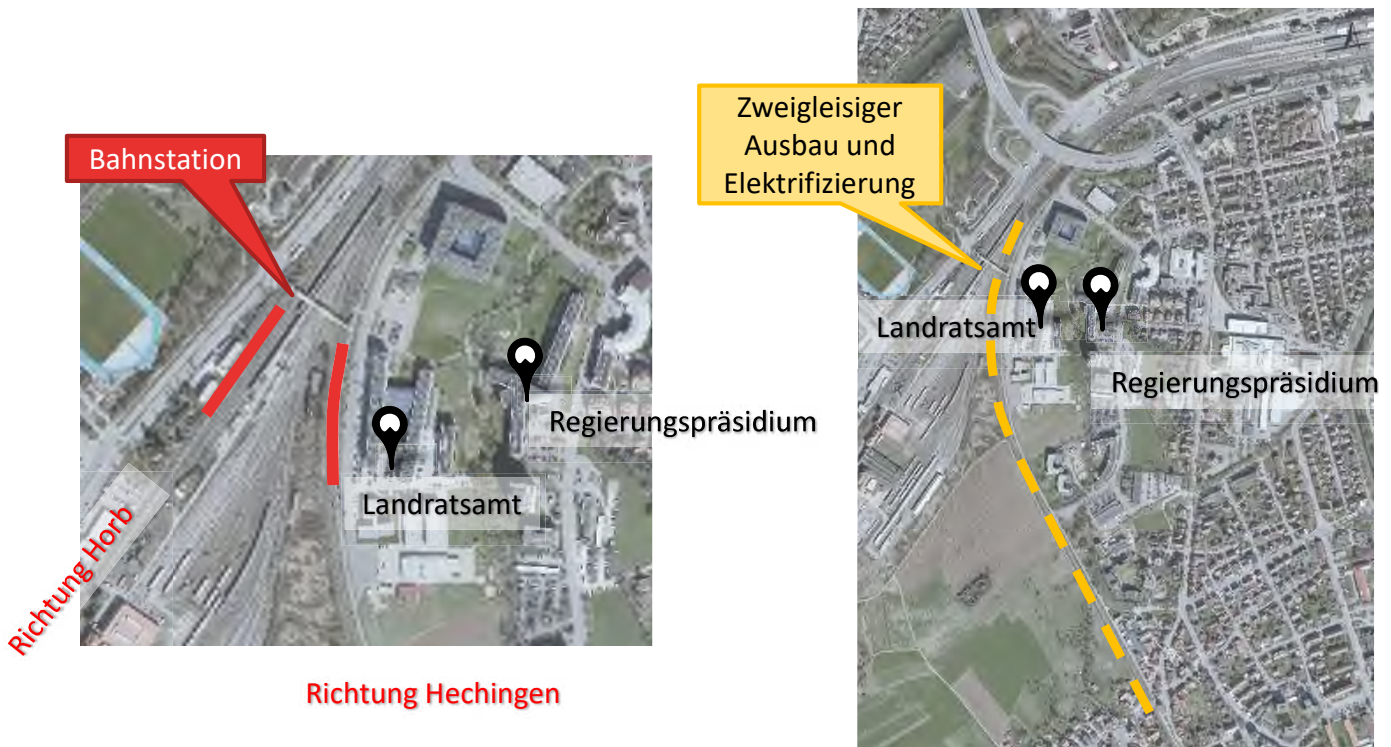 Bahnstation
Regierungspräsidium
Landratsamt
Richtung Horb
Richtung Hechingen
Zweigleisiger
Ausbau und
Elektrifizierung
Landratsamt
Regierungspräsidium